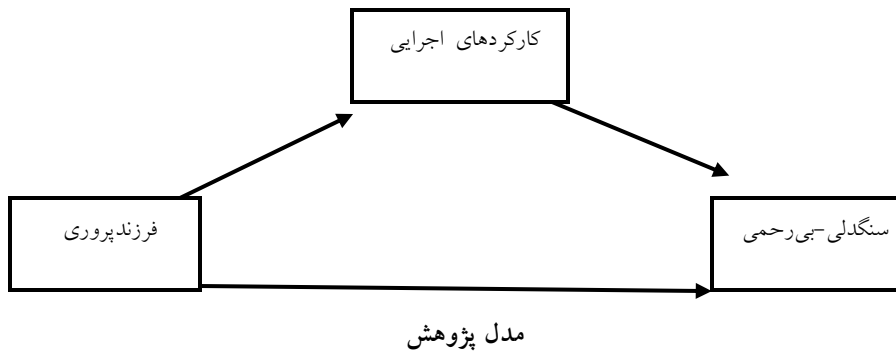 کارکردهای اجرایی
فرزندپروری
سنگدلی-بی‌رحمی
مدل پژوهش